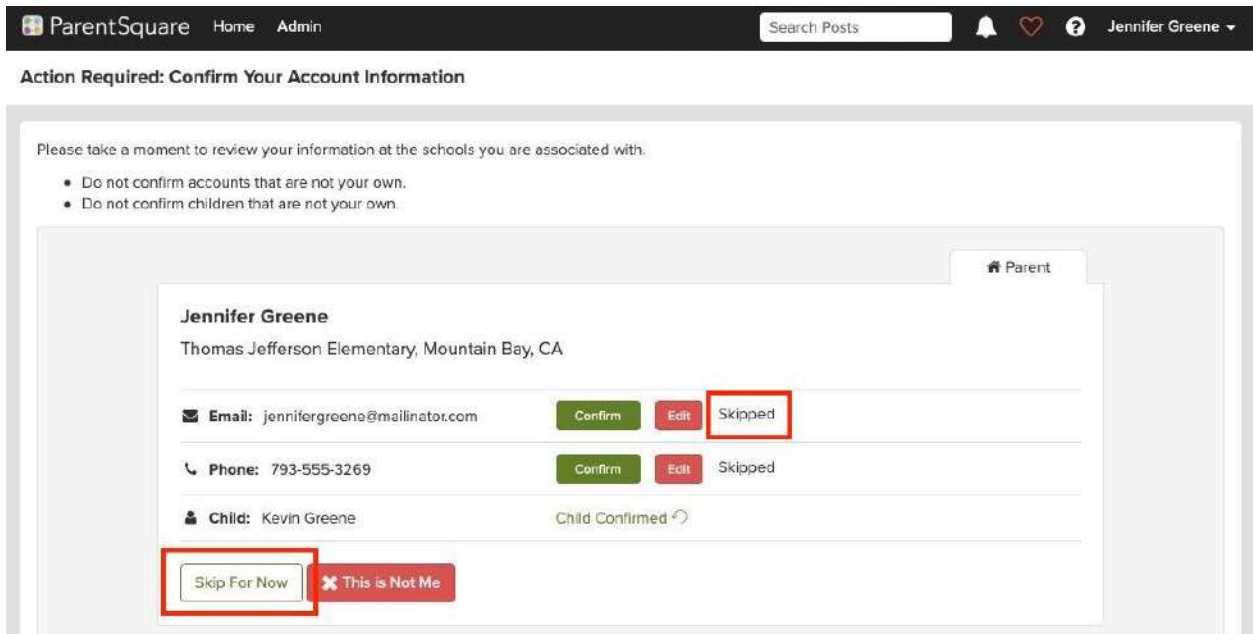 ParentSquare Home Admin Search Posts ? Jennifer Greene
Action Required: Confirm Your Account Information
Please take a moment to review your information at the schools you are associated with.
• Do not confirm accounts that are not your own.
• Do not confirm children that are not your own.
Parent
Jennifer Greene
Thomas Jefferson Elementary, Mountain Bay, CA
Email: jennifergreene@mailinator.com Confirm Edit Skipped
Phone: 793-555-3269 Confirm Edit Skipped
Child: Kevin Greene Child Confirmed
Skip For Now This is Not Me